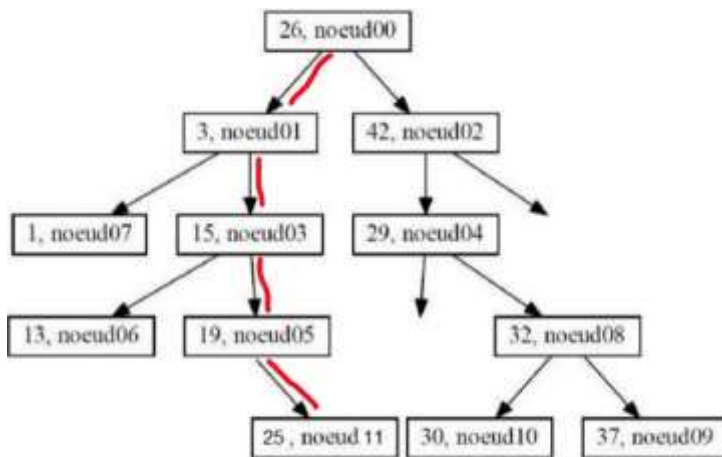 26, noeud00
3, noeud01
42, noeud02
1, noeud07
15, noeud03
29, noeud04
13, noeud06
19, noeud05
32, noeud08
25 , noeud 11
30, noeud10
37, noeud09